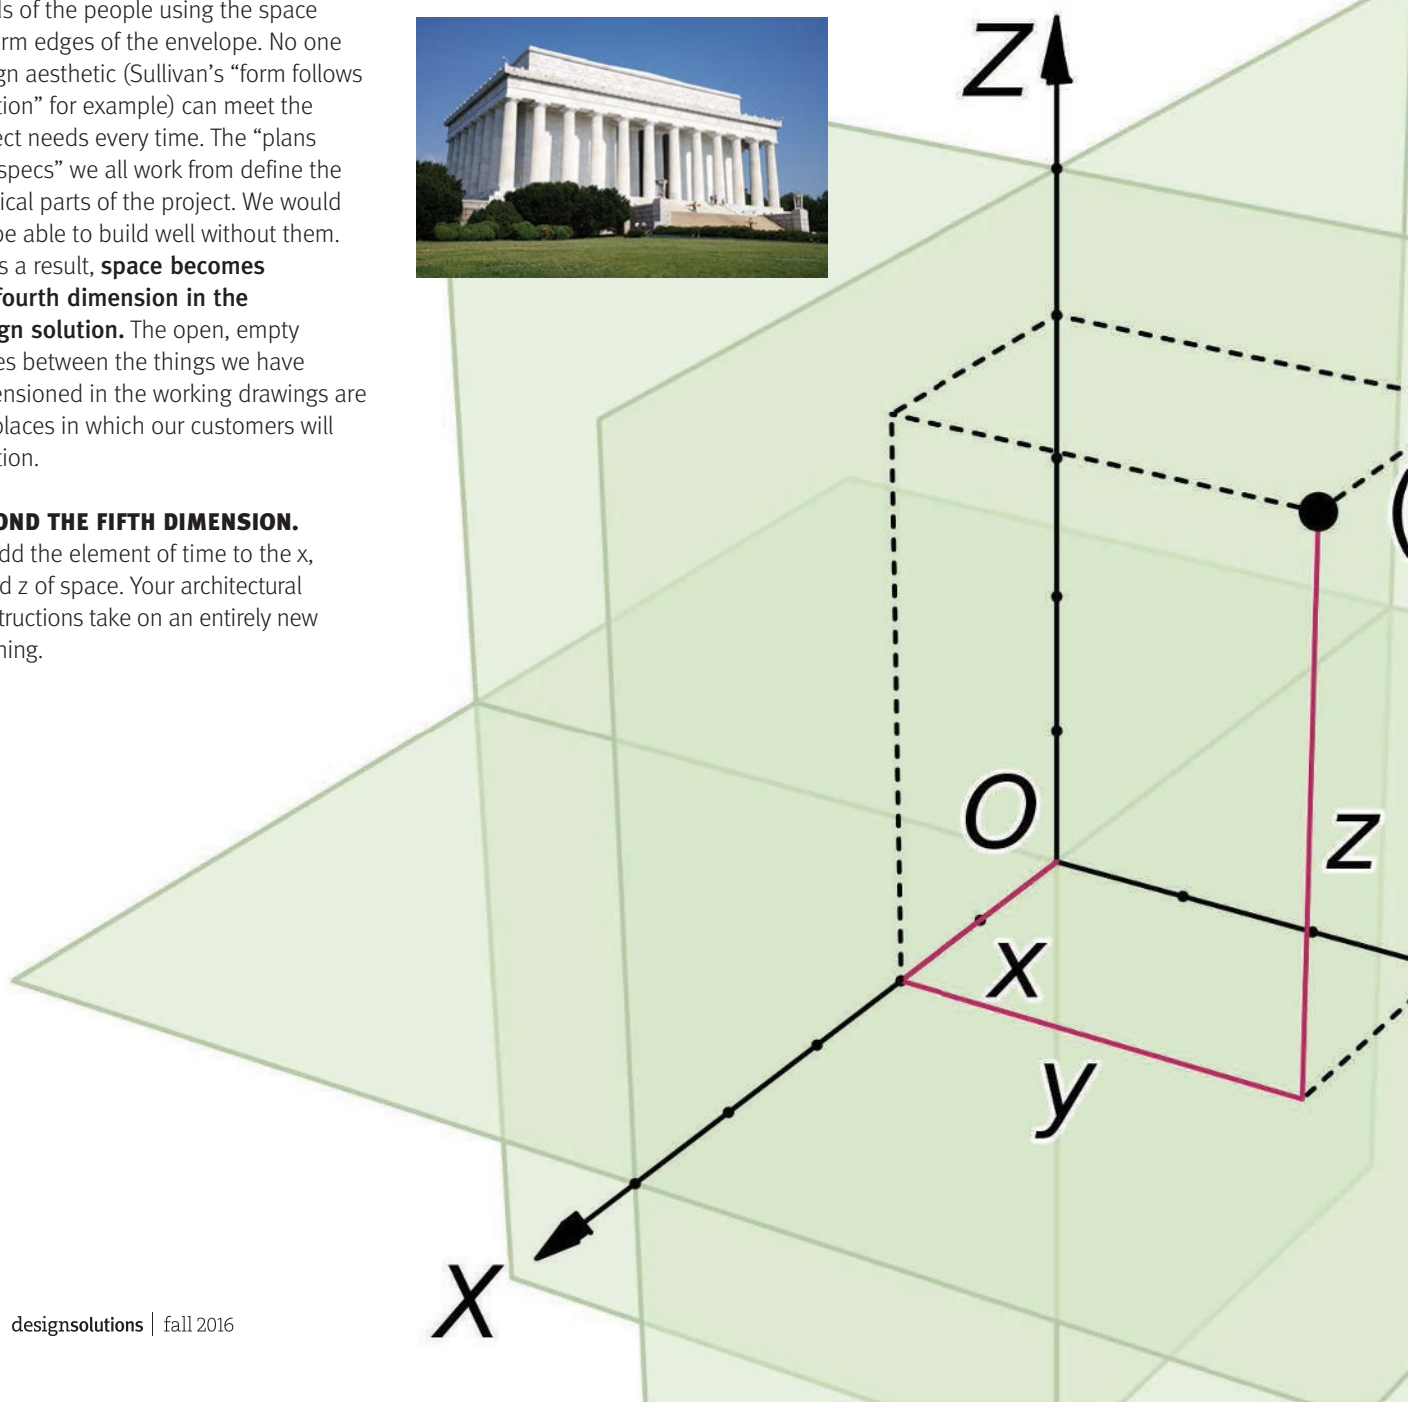 ds of the people using the space
rm edges of the envelope. No one
gn aesthetic (Sullivan’s “form follows
tion” for example) can meet the
ect needs every time. The “plans
specs” we all work from define the
ical parts of the project. We would
be able to build well without them.
s a result, space becomes
fourth dimension in the
gn solution. The open, empty
es between the things we have
ensioned in the working drawings are
places in which our customers will
tion.
OND THE FIFTH DIMENSION.
dd the element of time to the x,
d z of space. Your architectural
tructions take on an entirely new
ning.
designsolutions | fall 2016
Z
(
O
z
x
y
X